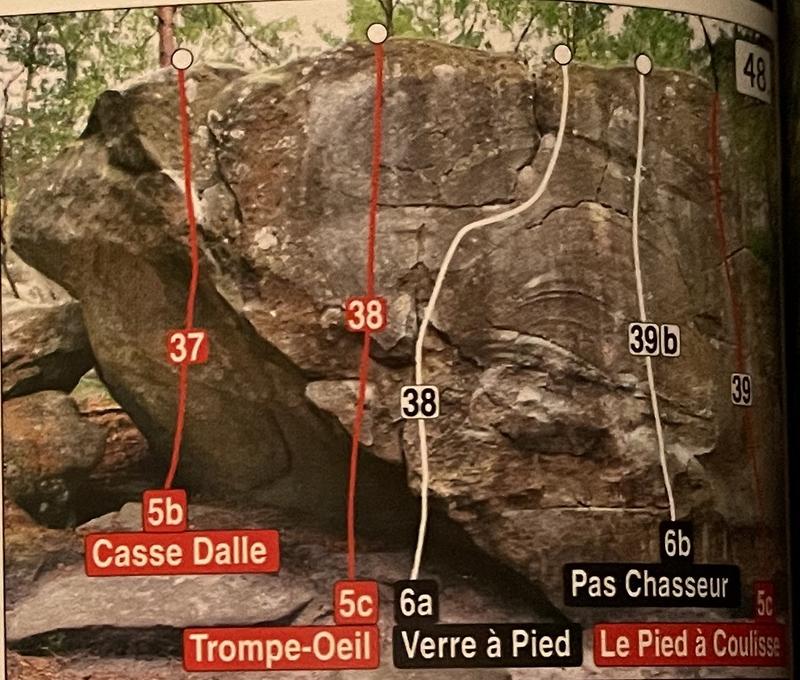 48
37
38
38
39b
39
5b
Casse Dalle
5c
Trompe-Oeil
6a
Verre à Pied
6b
Pas Chasseur
5c
Le Pied à Coulisse